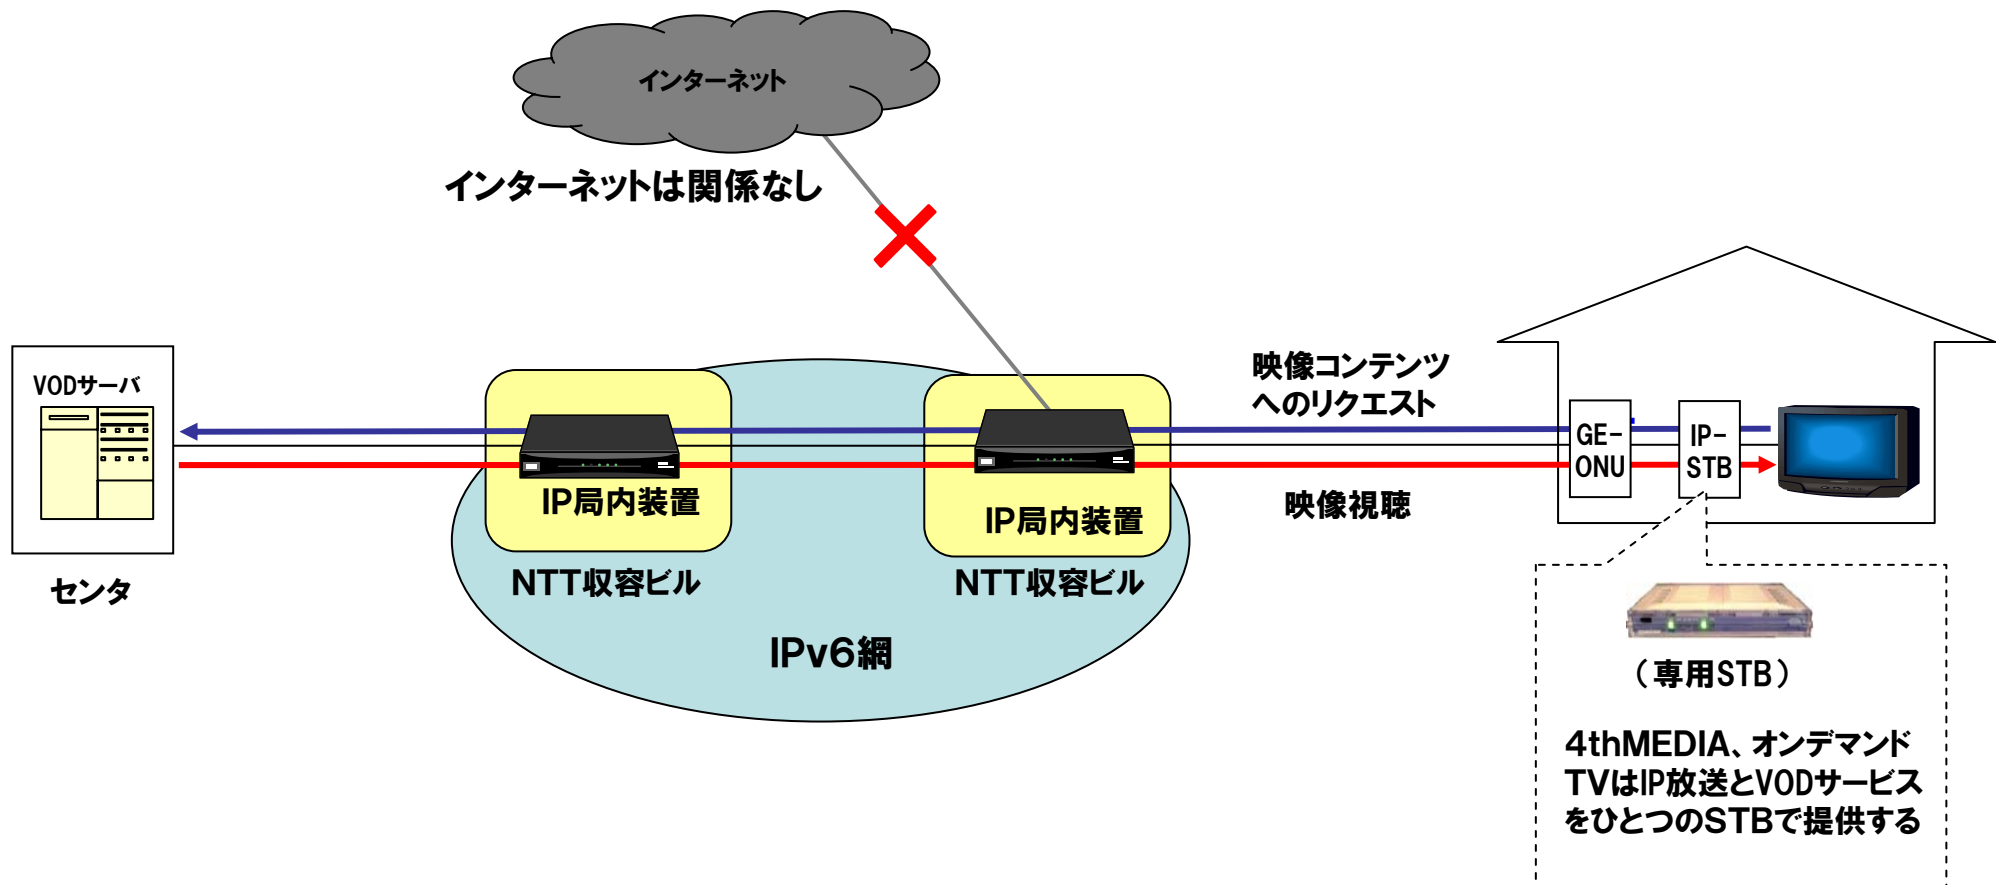 インターネット
インターネットは関係なし
VODサーバ
センタ
IP局内装置
NTT収容ビル
IP局内装置
NTT収容ビル
IPv6網
映像コンテンツ
へのリクエスト
映像視聴
GE-
ONU
IP-
STB
(専用STB)
4thMEDIA、オンデマンド
TVはIP放送とVODサービス
をひとつのSTBで提供する